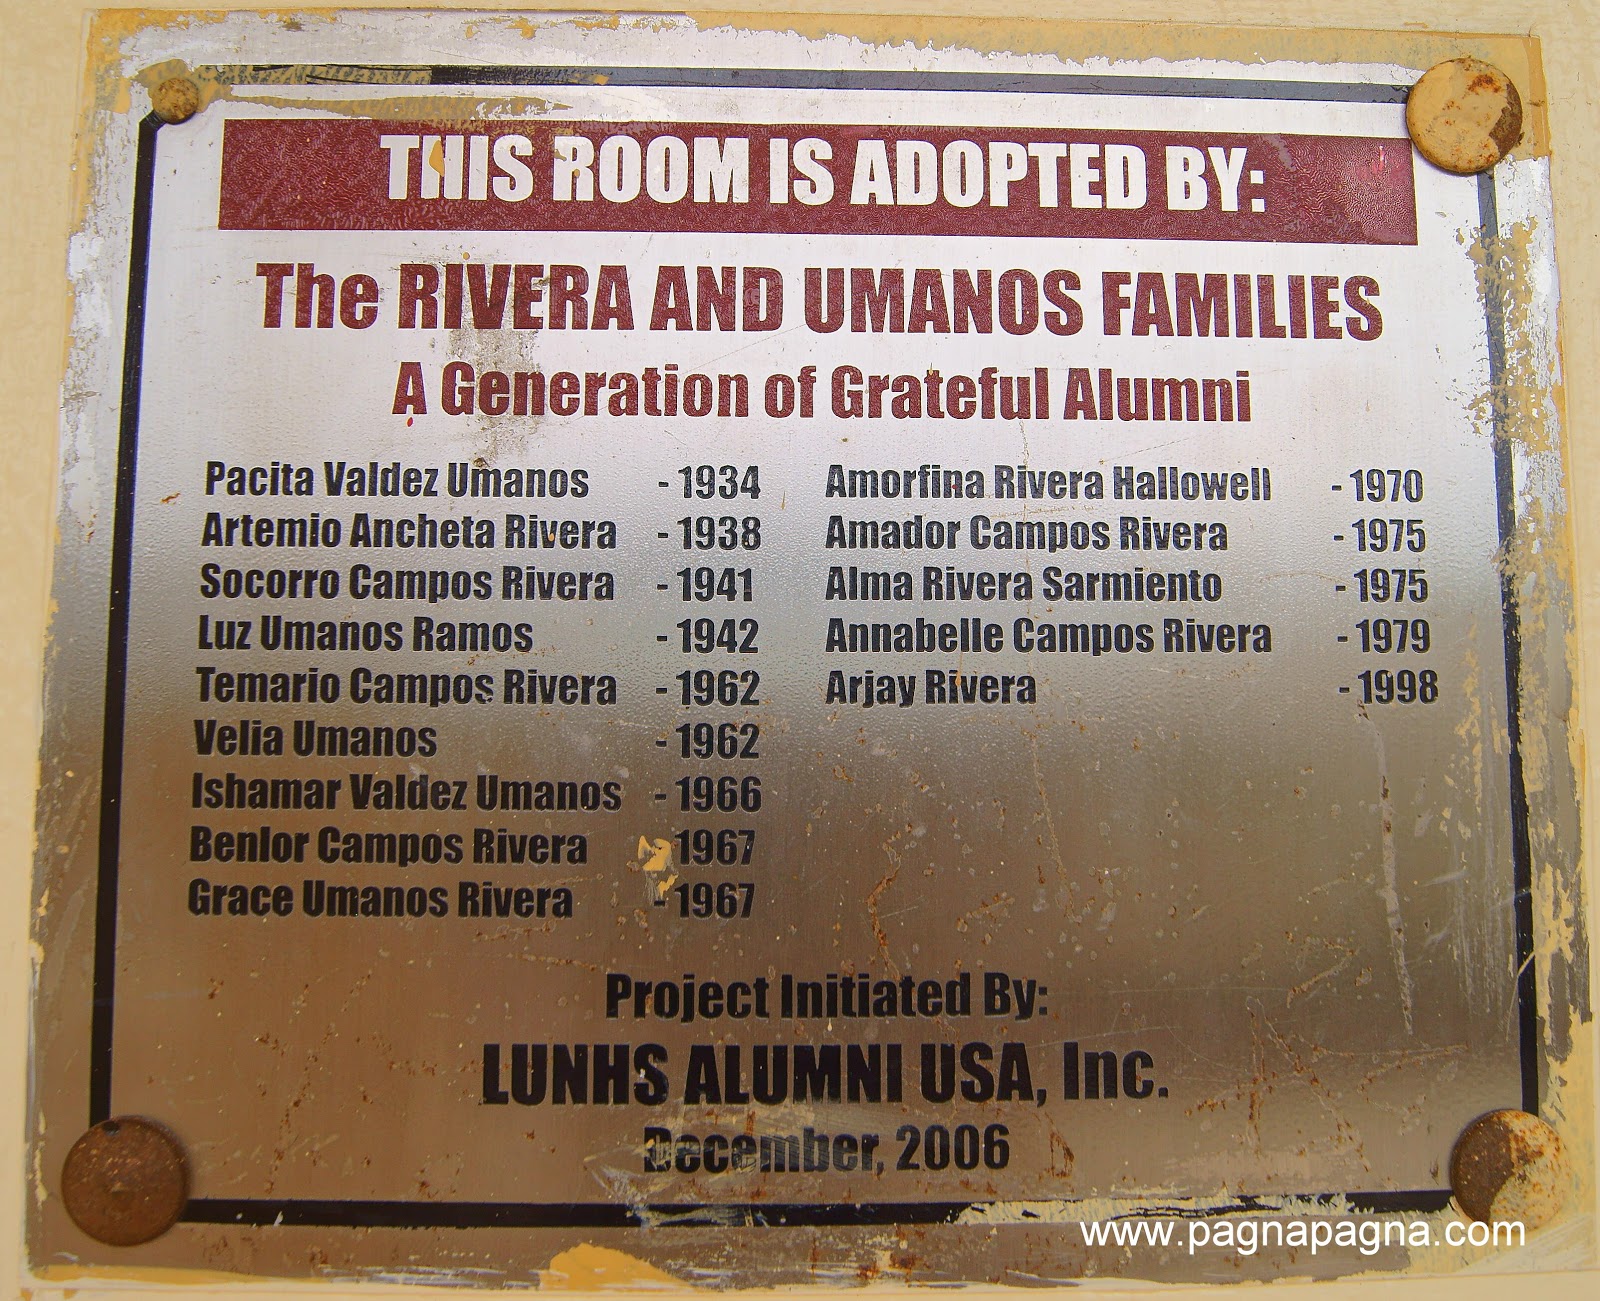 THIS ROOM IS ADOPTED BY:
The RIVERA AND UMANOS FAMILIES
A Generation of Grateful Alumni
Pacita Valdez Umanos - 1934
Artemio Ancheta Rivera - 1938
Socorro Campos Rivera - 1941
Luz Umanos Ramos - 1942
Temario Campos Rivera - 1962
Velia Umanos - 1962
Ishamar Valdez Umanos - 1966
Benlor Campos Rivera 1967
Grace Umanos Rivera - 1967
Amorfina Rivera Hallowell - 1970
Amador Campos Rivera - 1975
Alma Rivera Sarmiento - 1975
Annabelle Campos Rivera - 1979
Arjay Rivera - 1998
Project Initiated By:
LUNHS ALUMNI USA, Inc.
December, 2006
www.pagnapagna.com